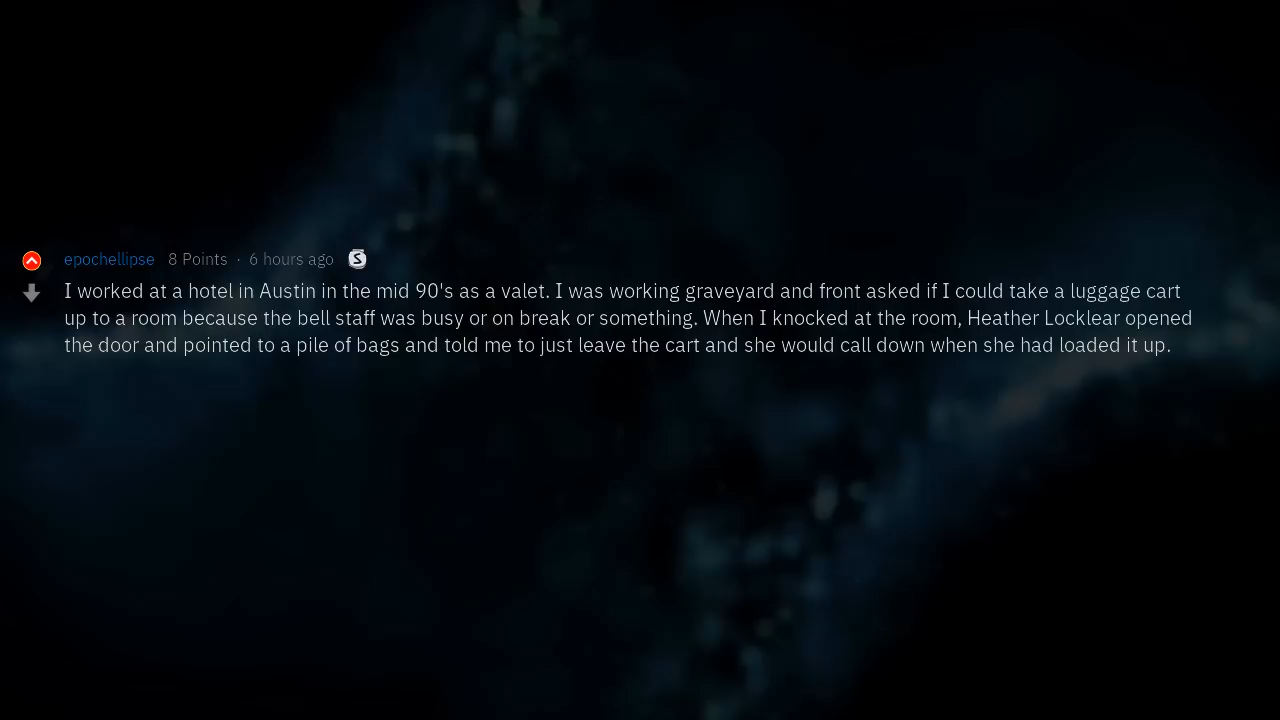 epochellipse 8 Points · 6 hours ago S
I worked at a hotel in Austin in the mid 90's as a valet. I was working graveyard and front asked if I could take a luggage cart
up to a room because the bell staff was busy or on break or something. When I knocked at the room, Heather Locklear opened
the door and pointed to a pile of bags and told me to just leave the cart and she would call down when she had loaded it up.